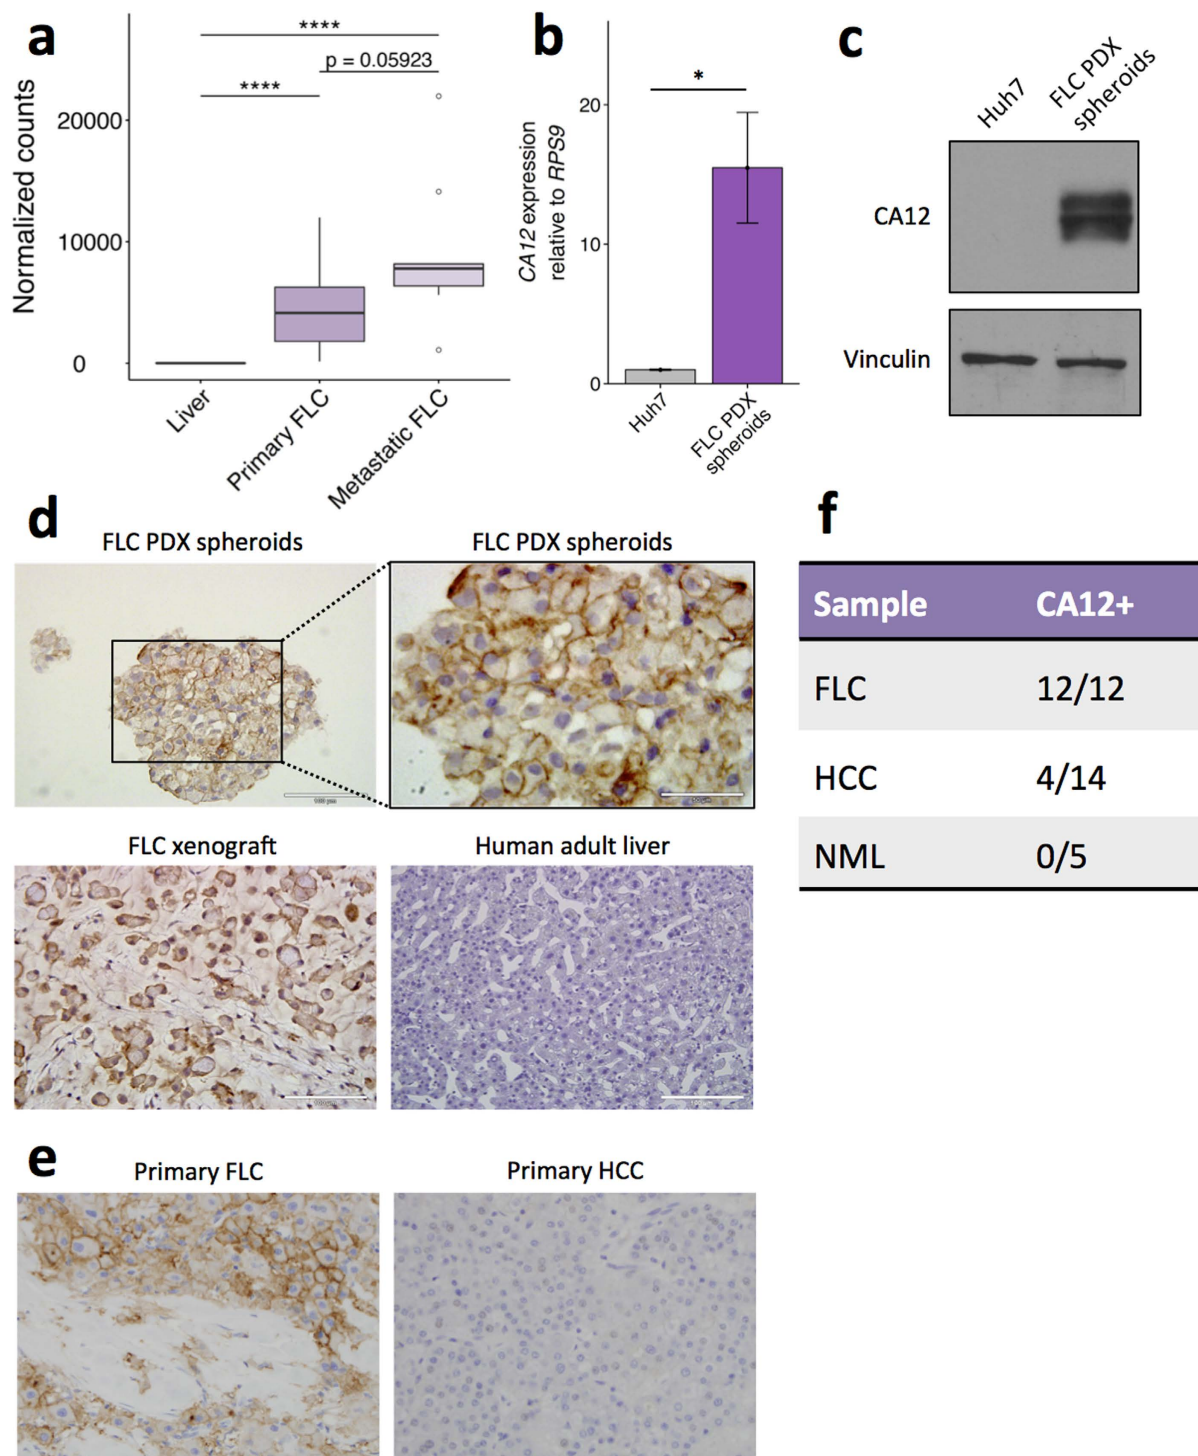 a
Normalized counts
20000
10000
0
****
p = 0.05923
****
Liver
Primary FLC
Metastatic FLC
b
CA12 expression
relative to RPS9
20
10
0
*
Huh7
FLC PDX
spheroids
c
Huh7
FLC PDX
spheroids
CA12
Vinculin
d
FLC PDX spheroids
FLC PDX spheroids
FLC xenograft
Human adult liver
e
Primary FLC
Primary HCC
f
Sample CA12+
FLC 12/12
HCC 4/14
NML 0/5